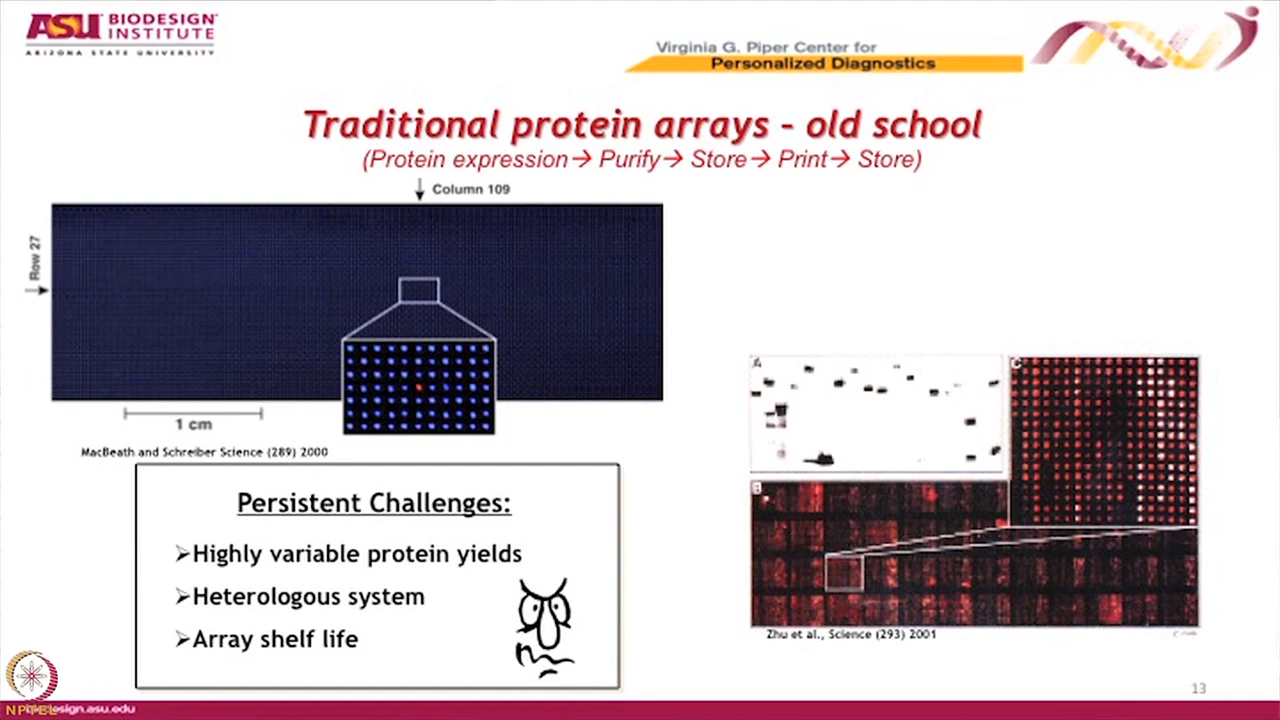 ASU BIODESIGN INSTITUTE
ARIZONA STATE UNIVERSITY
Virginia G. Piper Center for
Personalized Diagnostics
Traditional protein arrays - old school
(Protein expression→ Purify→ Store→ Print→ Store)
Column 109
Row 27
1 cm
MacBeath and Schreiber Science (289) 2000
Persistent Challenges:
➢Highly variable protein yields
➢Heterologous system
➢Array shelf life
A
C
B
Zhu et al., Science (293) 2001
13
NPTEL
design.asu.edu